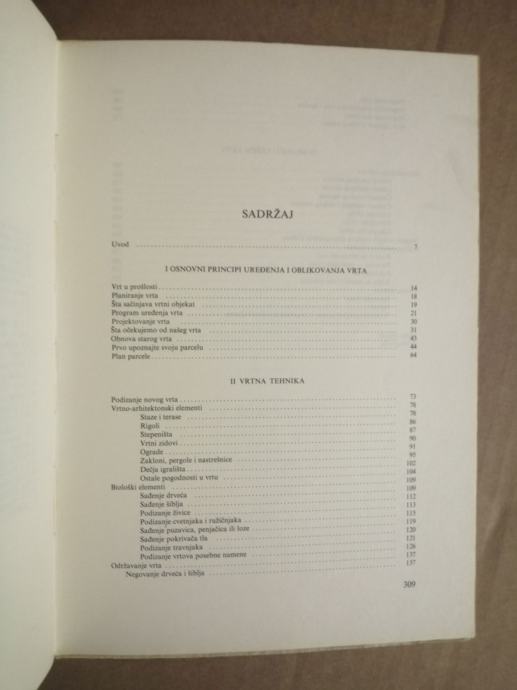 SADRŽAJ
Uvod 7
I OSNOVNI PRINCIPI UREĐENJA I OBLIKOVANJA VRTA
Vrt u prošlosti 14
Planiranje vrta 18
Šta sačinjava vrtni objekat 19
Program uređenja vrta 21
Projektovanje vrta 30
Šta očekujemo od našeg vrta 31
Obnova starog vrta 43
Prvo upoznajte svoju parcelu 44
Plan parcele 64
II VRTNA TEHNIKA
Podizanje novog vrta 73
Vrtno-arhitektonski elementi 78
Staze i terase 78
Rigoli 86
Stepeništa 87
Vrtni zidovi 90
Ograde 91
Zakloni, pergole i nastrešnice 95
Dečja igrališta 102
Ostale pogodnosti u vrtu 104
Biološki elementi 109
Sađenje drveća 109
Sađenje šiblja 112
Podizanje živice 113
Podizanje cvetnjaka i ružičnjaka 115
Sađenje puzavica, penjačica ili loze 119
Sađenje pokrivača tla 120
Podizanje travnjaka 121
Podizanje vrtova posebne namene 126
Održavanje vrta 137
Negovanje drveća i šiblja 137
309